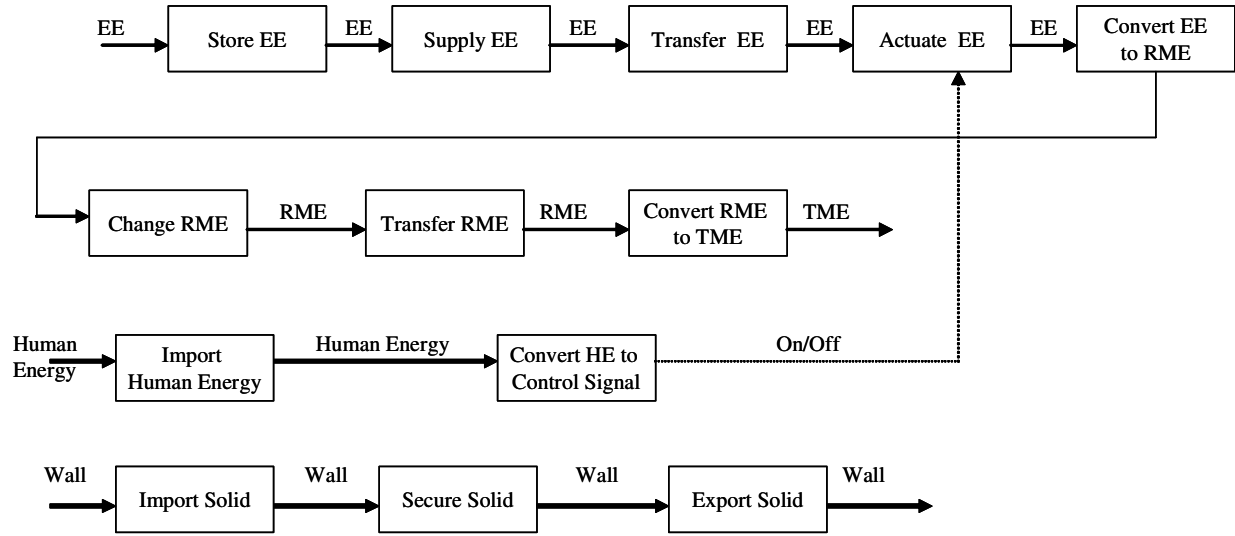 EE
Store EE
EE
Supply EE
EE
Transfer EE
EE
Actuate EE
EE
Convert EE
to RME
Change RME
RME
Transfer RME
RME
Convert RME
to TME
TME
Human
Energy
Import
Human Energy
Human Energy
Convert HE to
Control Signal
On/Off
Wall
Import Solid
Wall
Secure Solid
Wall
Export Solid
Wall